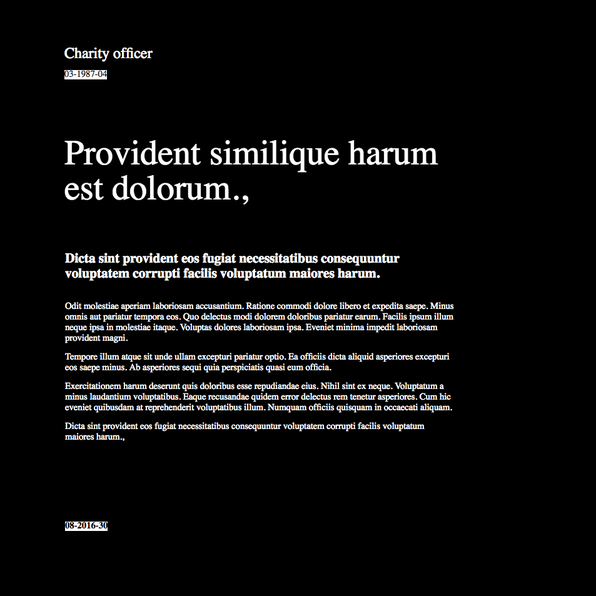 Charity officer
03-1987-04
Provident similique harum
est dolorum.,
Dicta sint provident eos fugiat necessitatibus consequuntur
voluptatem corrupti facilis voluptatum maiores harum.
Odit molestiae aperiam laboriosam accusantium. Ratione commodi dolore libero et expedita saepe. Minus
omnis aut pariatur tempora eos. Quo delectus modi dolorem doloribus pariatur earum. Facilis ipsum illum
neque ipsa in molestiae itaque. Voluptas dolores laboriosam ipsa. Eveniet minima impedit laboriosam
provident magni.
Tempore illum atque sit unde ullam excepturi pariatur optio. Ea officiis dicta aliquid asperiores excepturi
eos saepe minus. Ab asperiores sequi quia perspiciatis quasi eum officia.
Exercitationem harum deserunt quis doloribus esse repudiandae eius. Nihil sint ex neque. Voluptatum a
minus laudantium voluptatibus. Eaque recusandae quidem error delectus rem tenetur asperiores. Cum hic
eveniet quibusdam at reprehenderit voluptatibus illum. Numquam officiis quisquam in occaecati aliquam.
Dicta sint provident eos fugiat necessitatibus consequuntur voluptatem corrupti facilis voluptatum
maiores harum.,
08-2016-30